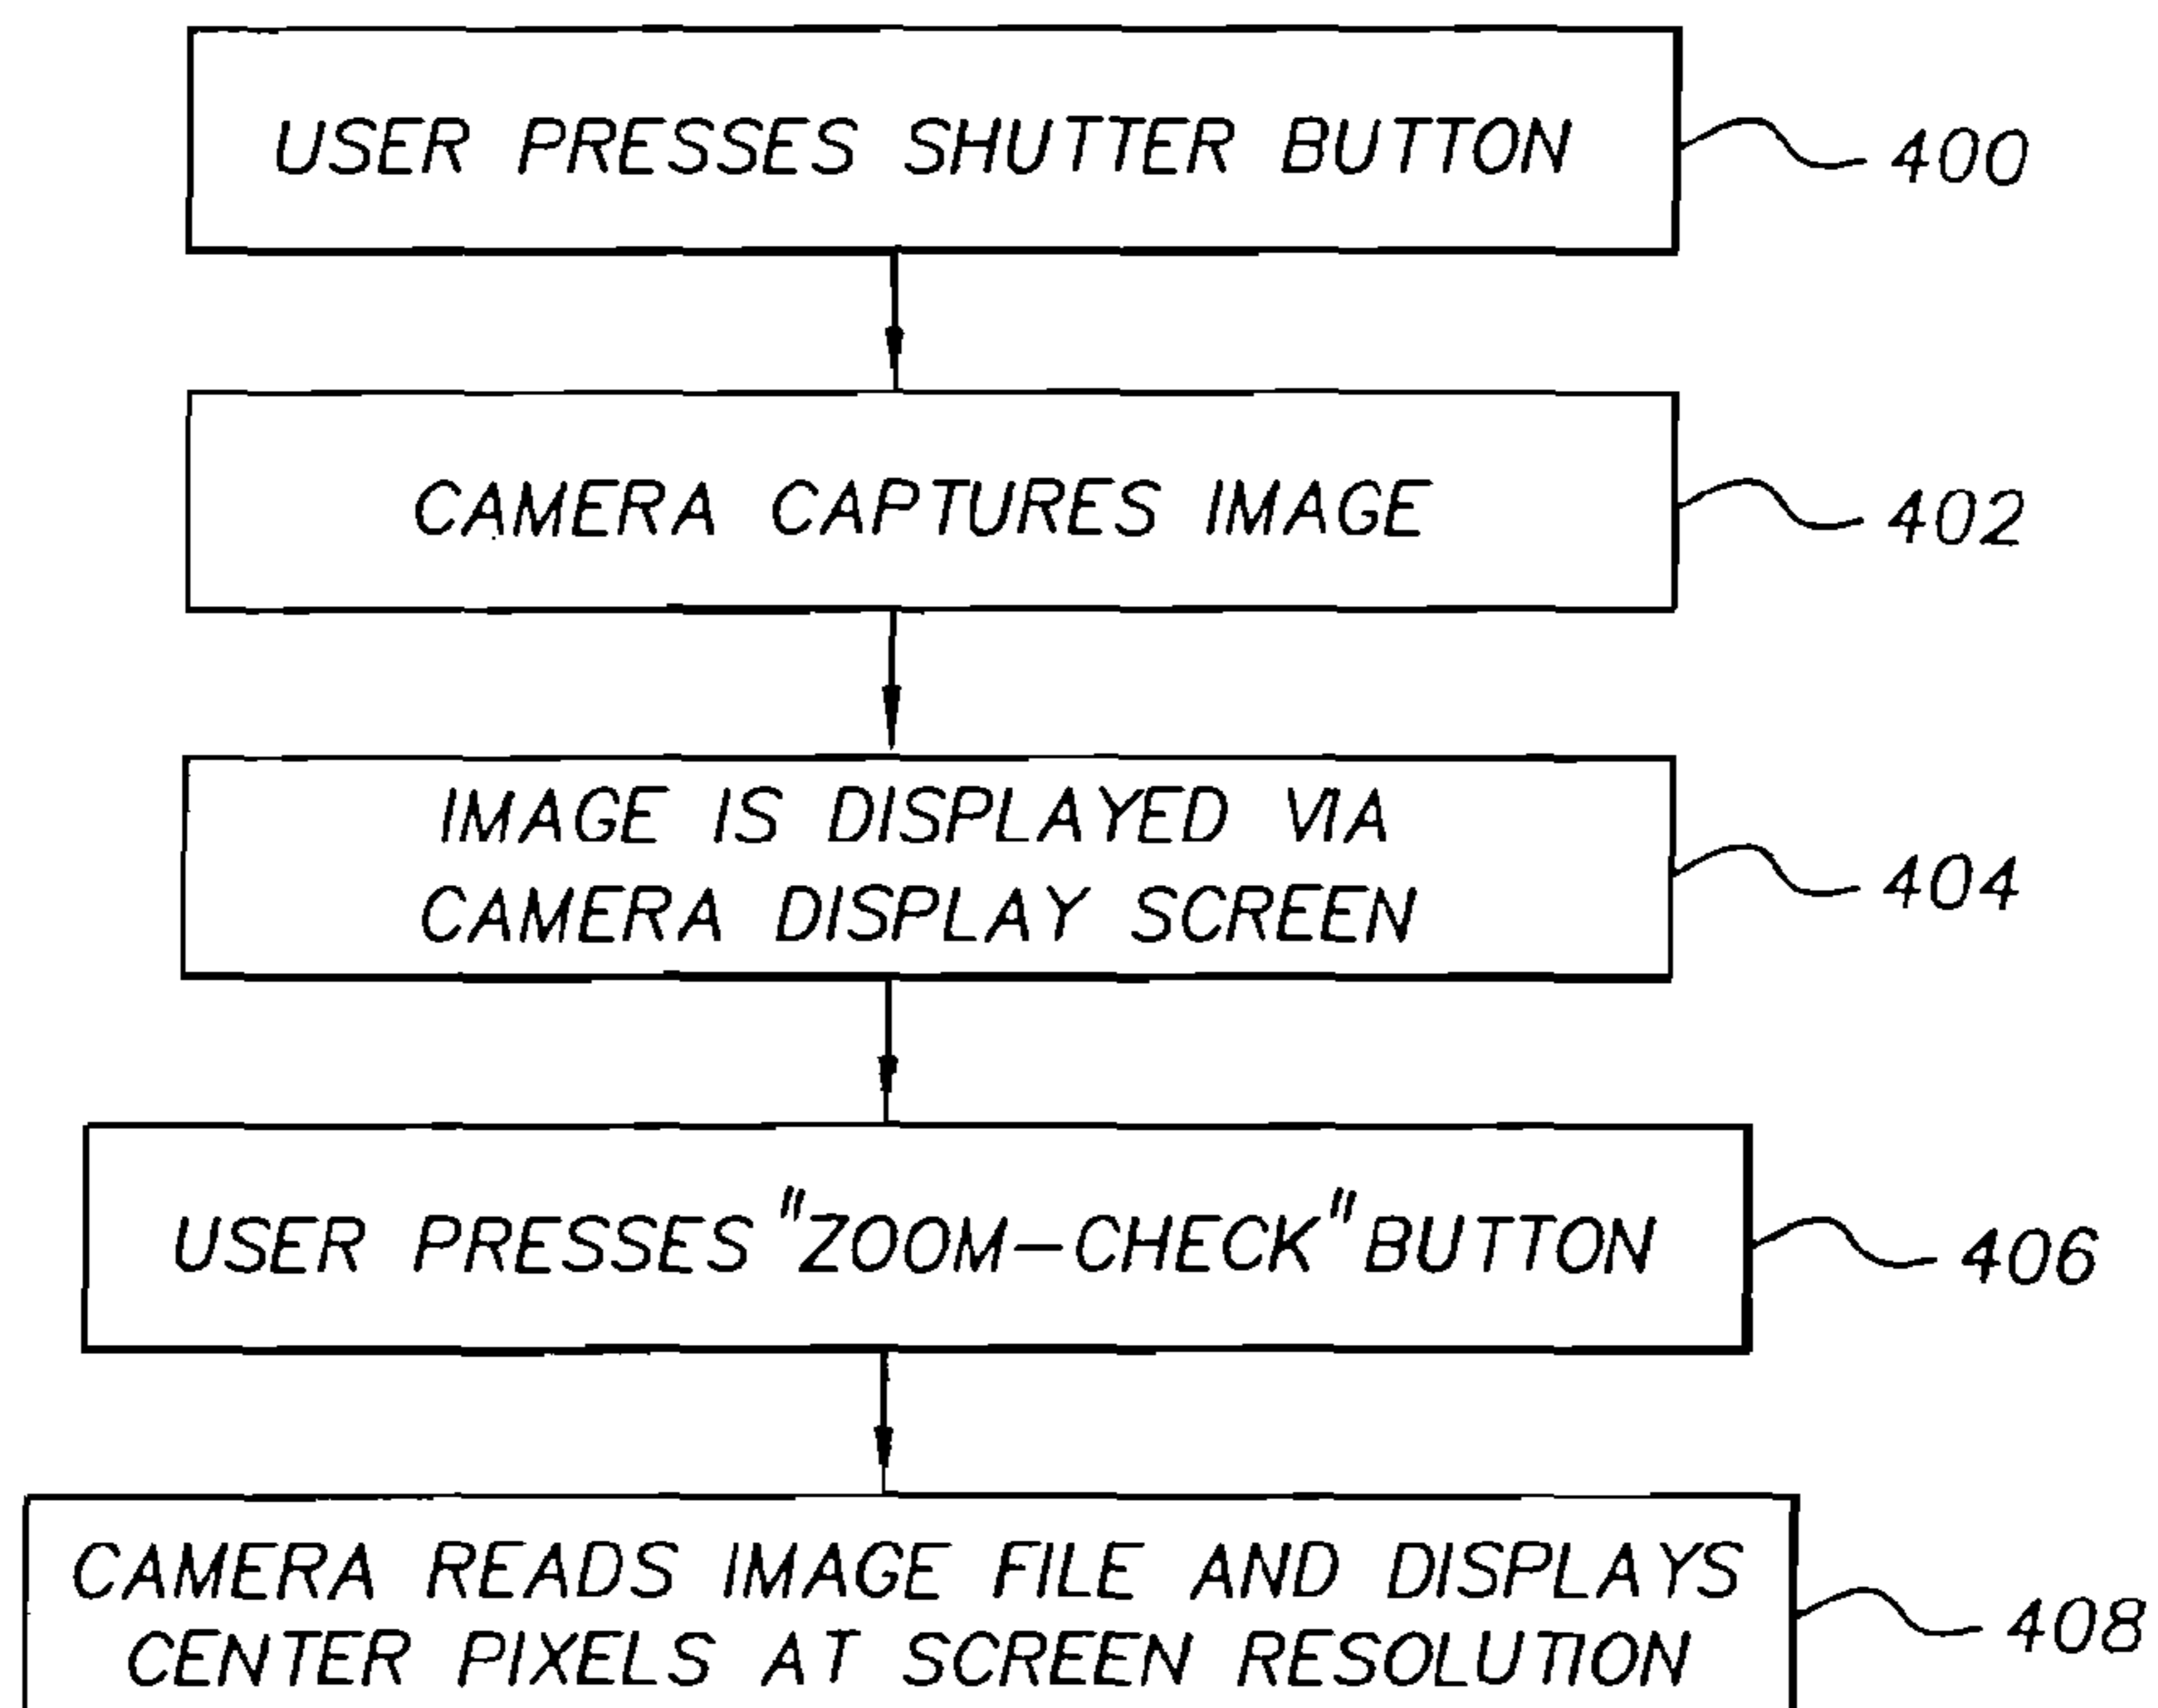 USER PRESSES SHUTTER BUTTON
400
CAMERA CAPTURES IMAGE
402
IMAGE IS DISPLAYED VIA
CAMERA DISPLAY SCREEN
404
USER PRESSES "ZOOM-CHECK" BUTTON
406
CAMERA READS IMAGE FILE AND DISPLAYS
CENTER PIXELS AT SCREEN RESOLUTION
408